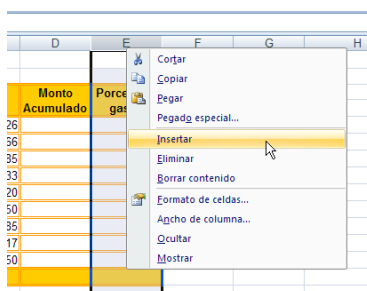 D E F G H
Monto Porce
Acumulado gas
26
66
35
33
20
50
35
17
50
Cortar
Copiar
Pegar
Pegado especial...
Insertar
Eliminar
Borrar contenido
Formato de celdas...
Ancho de columna...
Ocultar
Mostrar